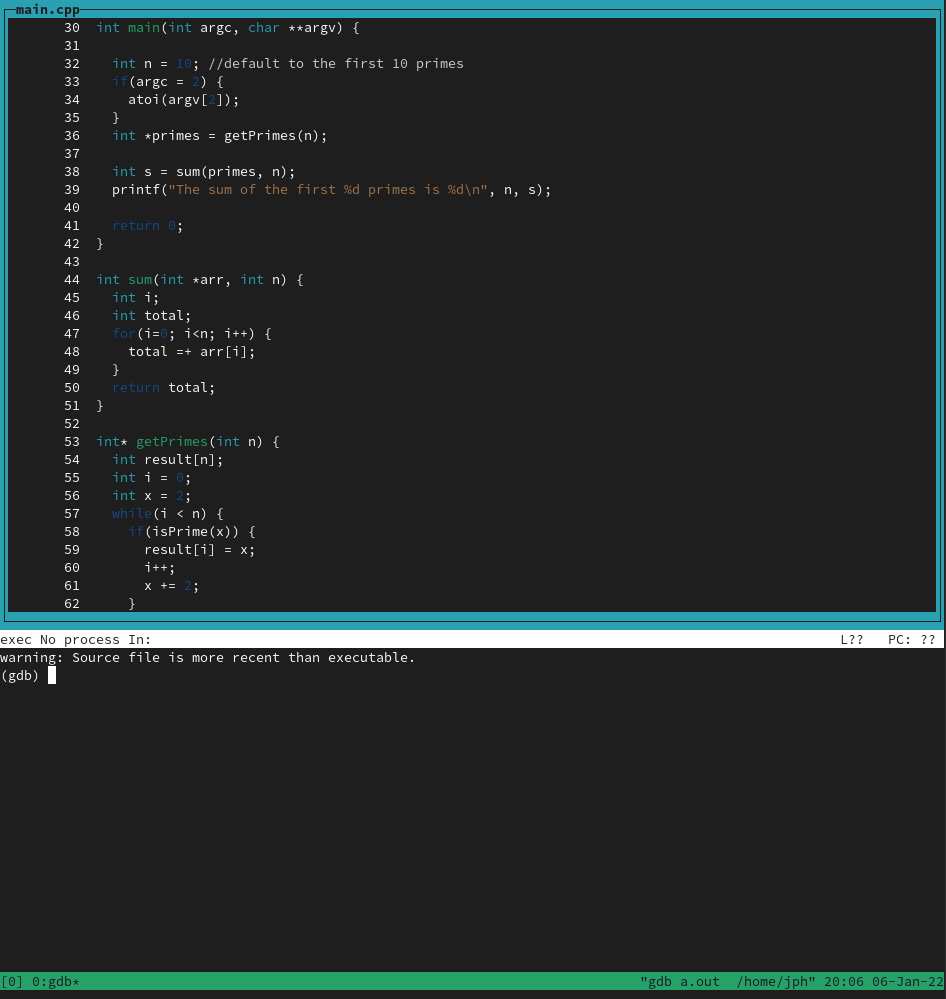 main.cpp
30  int main(int argc, char **argv) {
31
32    int n = 10; //default to the first 10 primes
33    if(argc = 2) {
34      atoi(argv[2]);
35    }
36    int *primes = getPrimes(n);
37
38    int s = sum(primes, n);
39    printf("The sum of the first %d primes is %d\n", n, s);
40
41    return 0;
42  }
43
44  int sum(int *arr, int n) {
45    int i;
46    int total;
47    for(i=0; i<n; i++) {
48      total =+ arr[i];
49    }
50    return total;
51  }
52
53  int* getPrimes(int n) {
54    int result[n];
55    int i = 0;
56    int x = 2;
57    while(i < n) {
58      if(isPrime(x)) {
59        result[i] = x;
60        i++;
61        x += 2;
62      }
exec No process In: L?? PC: ??
warning: Source file is more recent than executable.
(gdb)
[0] 0:gdb* "gdb a.out  /home/jph" 20:06 06-Jan-22